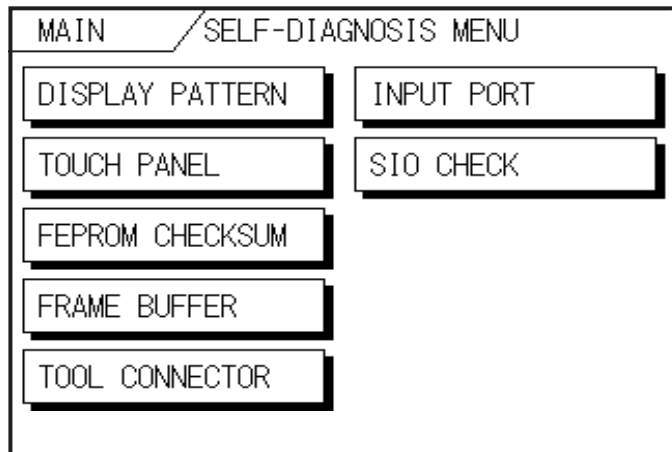 MAIN SELF-DIAGNOSIS MENU
DISPLAY PATTERN
TOUCH PANEL
FEPROM CHECKSUM
FRAME BUFFER
TOOL CONNECTOR
INPUT PORT
SIO CHECK